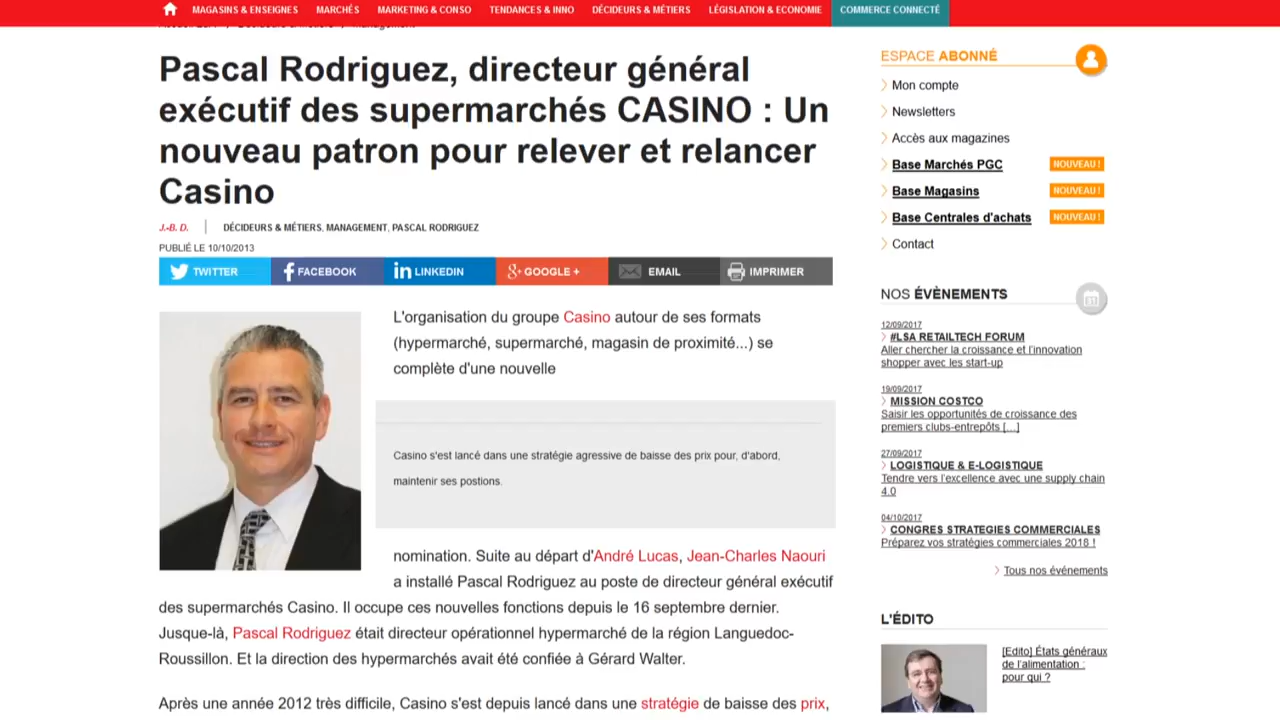 MAGASINS & ENSEIGNES MARCHÉS MARKETING & CONSO TENDANCES & INNO DÉCIDEURS & MÉTIERS LÉGISLATION & ECONOMIE COMMERCE CONNECTÉ
Pascal Rodriguez, directeur général
exécutif des supermarchés CASINO : Un
nouveau patron pour relever et relancer
Casino
J.-B. D. DÉCIDEURS & MÉTIERS, MANAGEMENT, PASCAL RODRIGUEZ
PUBLIÉ LE 10/10/2013
TWITTER FACEBOOK LINKEDIN GOOGLE + EMAIL IMPRIMER
L'organisation du groupe Casino autour de ses formats
(hypermarché, supermarché, magasin de proximité...) se
complète d'une nouvelle
Casino s'est lancé dans une stratégie agressive de baisse des prix pour, d'abord,
maintenir ses postions.
nomination. Suite au départ d'André Lucas, Jean-Charles Naouri
a installé Pascal Rodriguez au poste de directeur général exécutif
des supermarchés Casino. Il occupe ces nouvelles fonctions depuis le 16 septembre dernier.
Jusque-là, Pascal Rodriguez était directeur opérationnel hypermarché de la région Languedoc-
Roussillon. Et la direction des hypermarchés avait été confiée à Gérard Walter.
Après une année 2012 très difficile, Casino s'est depuis lancé dans une stratégie de baisse des prix,
ESPACE ABONNÉ
Mon compte
Newsletters
Accès aux magazines
Base Marchés PGC NOUVEAU !
Base Magasins NOUVEAU !
Base Centrales d'achats NOUVEAU !
Contact
NOS ÉVÈNEMENTS
12/09/2017
#LSA RETAILTECH FORUM
Aller chercher la croissance et l'innovation
shopper avec les start-up
19/09/2017
MISSION COSTCO
Saisir les opportunités de croissance des
premiers clubs-entrepôts [...]
27/09/2017
LOGISTIQUE & E-LOGISTIQUE
Tendre vers l'excellence avec une supply chain
4.0
04/10/2017
CONGRES STRATEGIES COMMERCIALES
Préparez vos stratégies commerciales 2018 !
Tous nos événements
L'ÉDITO
[Edito] États généraux
de l'alimentation :
pour qui ?